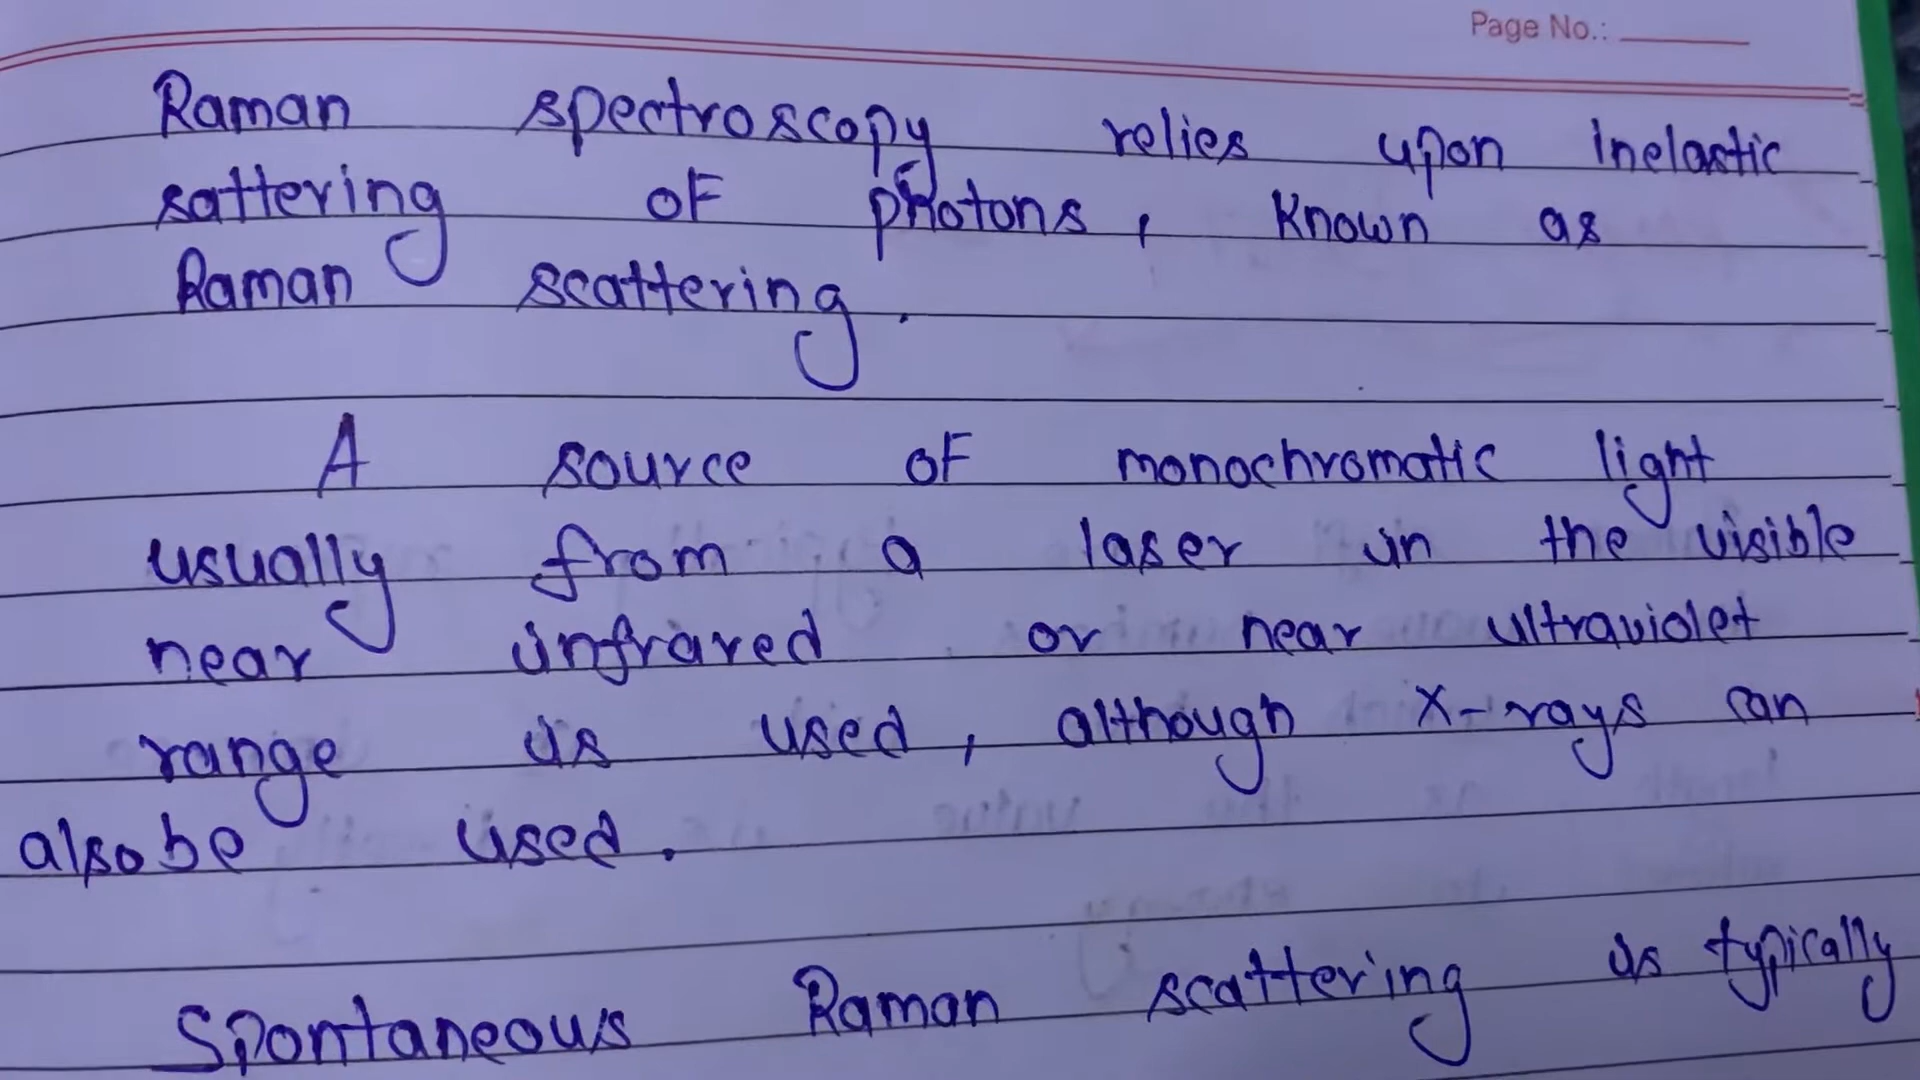 Page No.:
Raman spectroscopy relies upon inelastic
sattering of photons, Known as
Raman scattering.
A source of monochromatic light
usually from a laser in the visible
near infrared or near ultraviolet
range is used, although X-rays can
also be used.
Spontaneous Raman scattering is typically